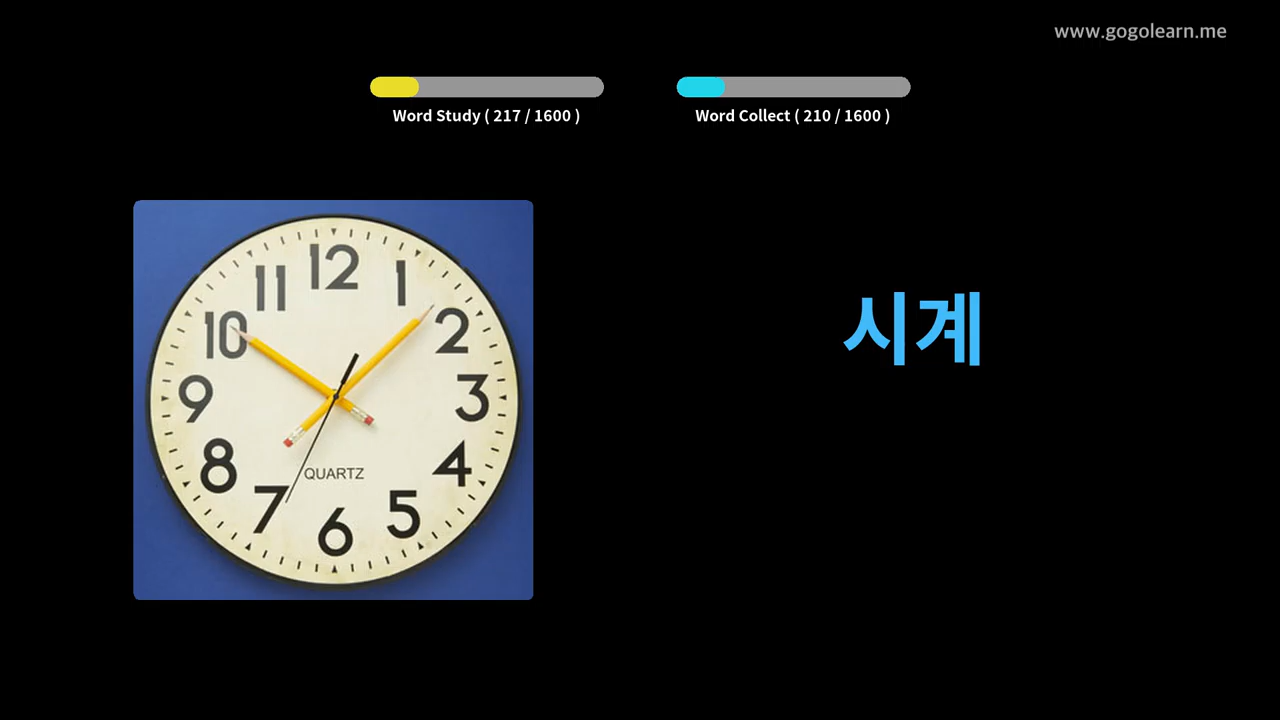 www.gogolearn.me
Word Study ( 217 / 1600 )
Word Collect ( 210 / 1600 )
12
11
1
10
2
9
3
8
4
7
5
6
QUARTZ
시계